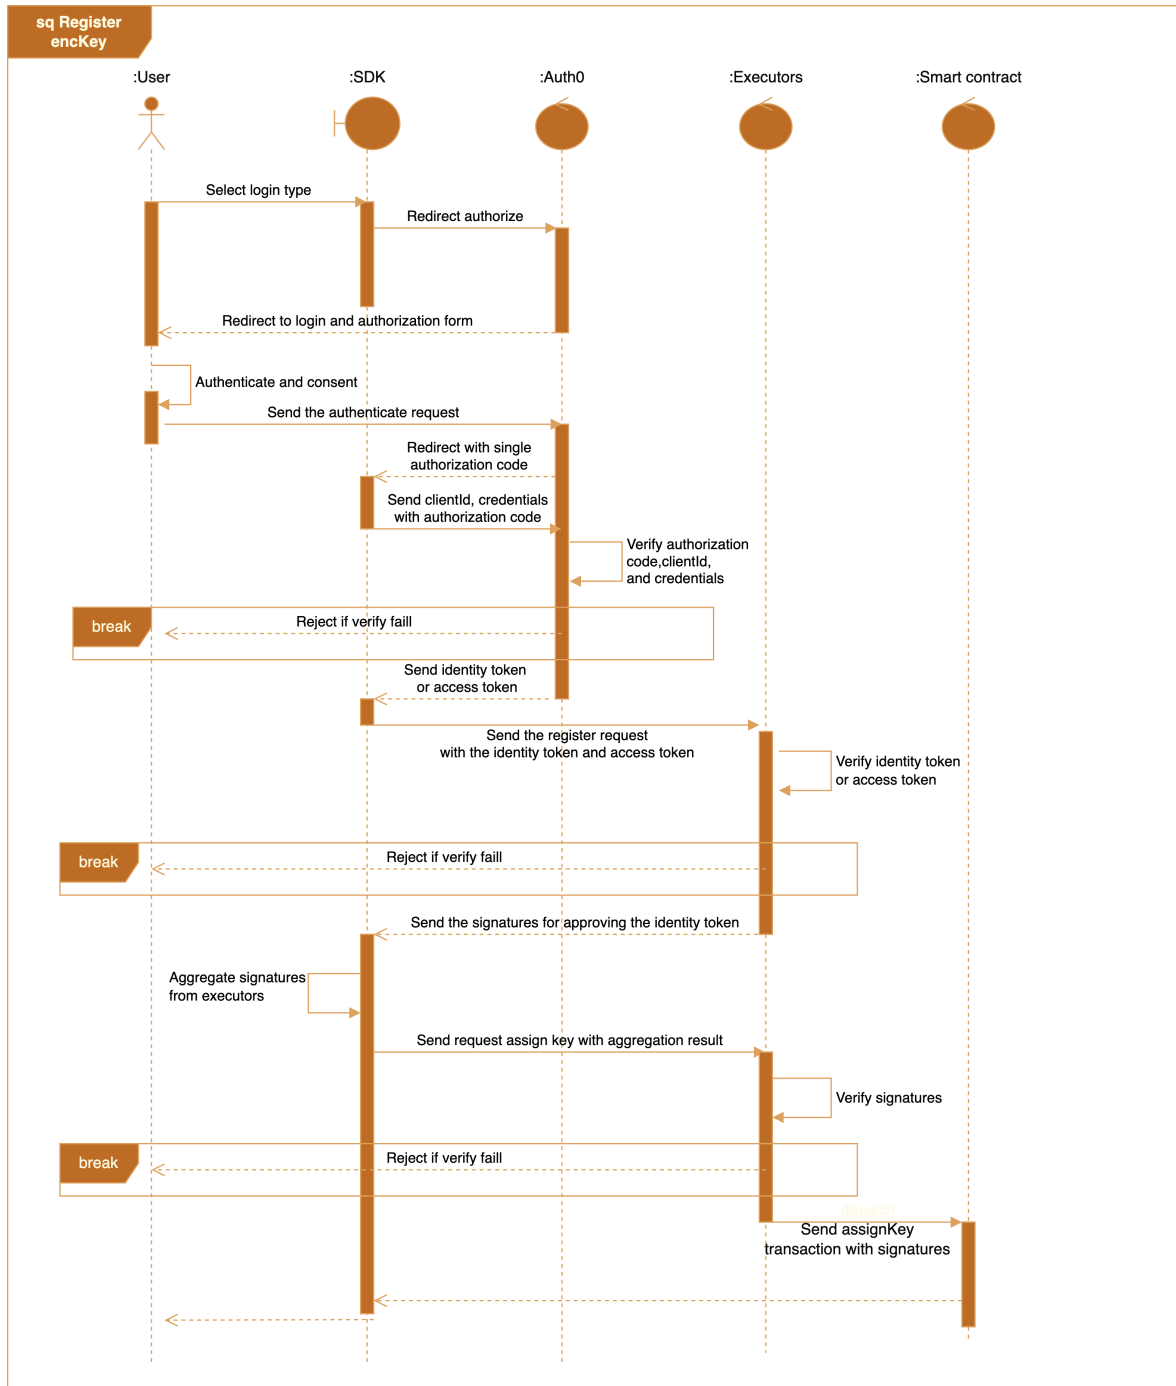 sq Register
encKey
:User
:SDK
:Auth0
:Executors
:Smart contract
Select login type
Redirect authorize
Redirect to login and authorization form
Authenticate and consent
Send the authenticate request
Redirect with single
authorization code
Send clientId, credentials
with authorization code
Verify authorization
code,clientId,
and credentials
break
Reject if verify faill
Send identity token
or access token
Send the register request
with the identity token and access token
Verify identity token
or access token
break
Reject if verify faill
Send the signatures for approving the identity token
Aggregate signatures
from executors
Send request assign key with aggregation result
Verify signatures
break
Reject if verify faill
dispatch
Send assignKey
transaction with signatures